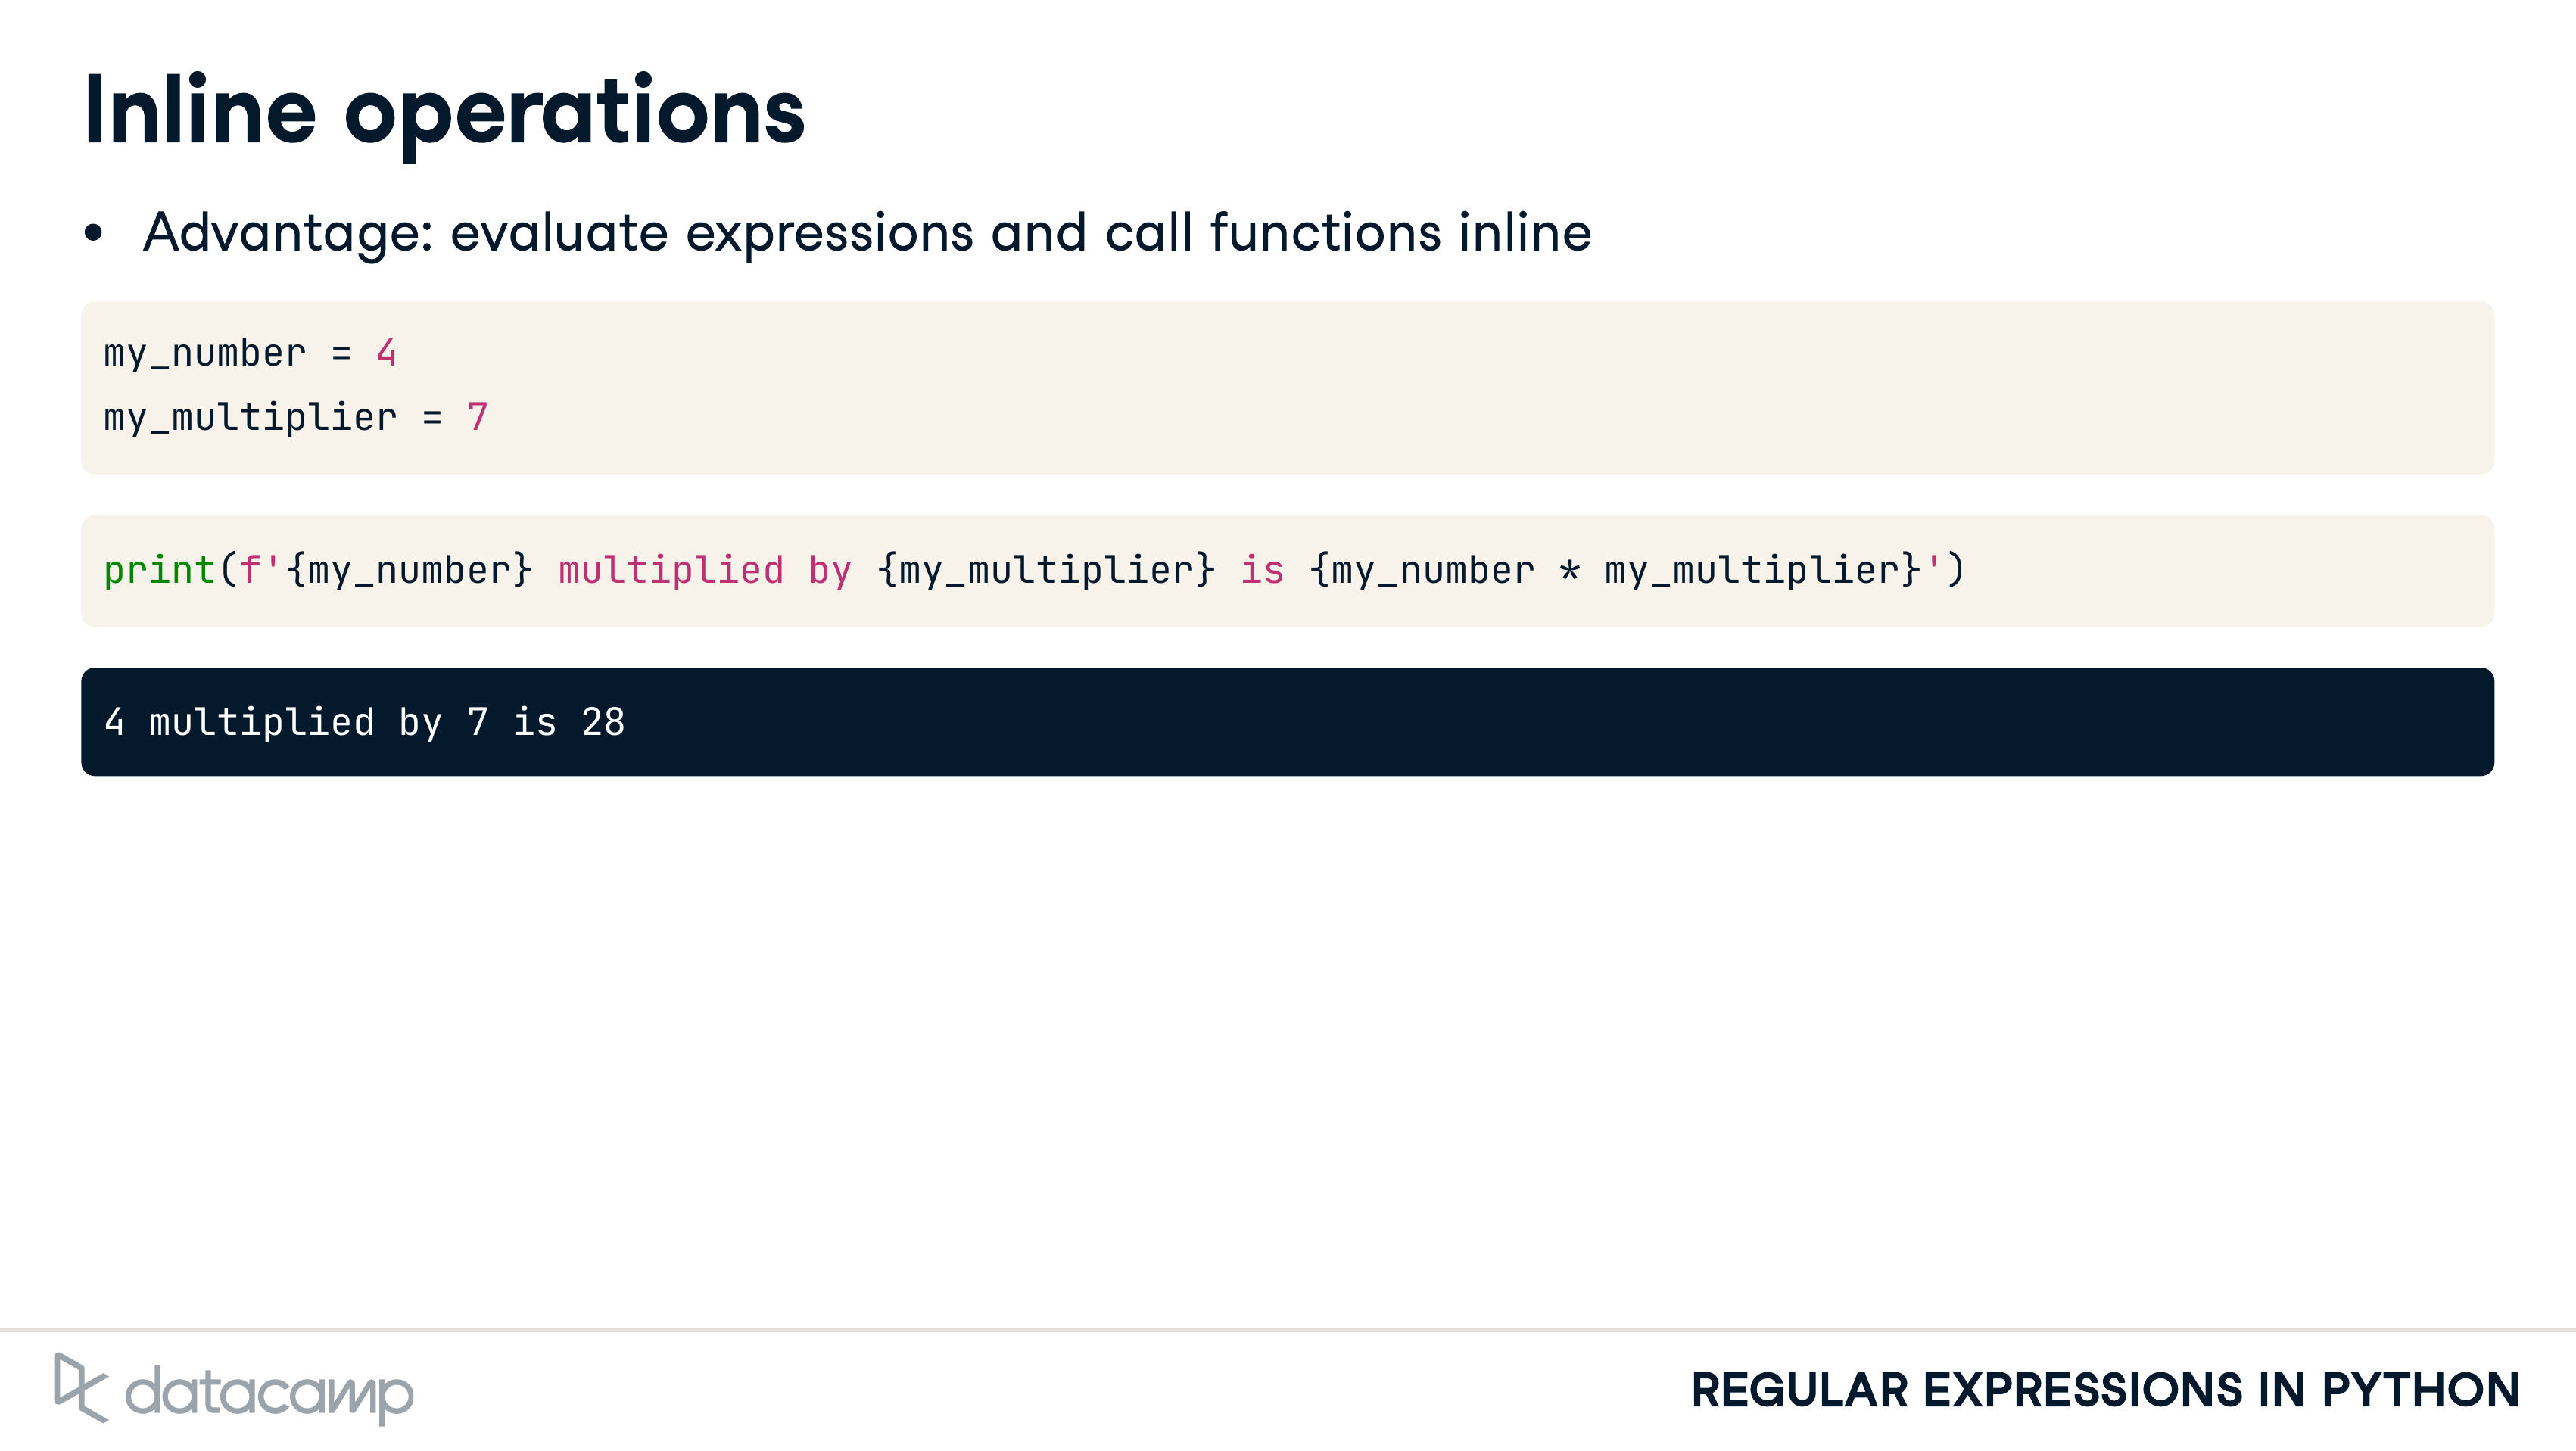 Inline operations
• Advantage: evaluate expressions and call functions inline
my_number = 4
my_multiplier = 7
print(f'{my_number} multiplied by {my_multiplier} is {my_number * my_multiplier}')
4 multiplied by 7 is 28
datacamp
REGULAR EXPRESSIONS IN PYTHON